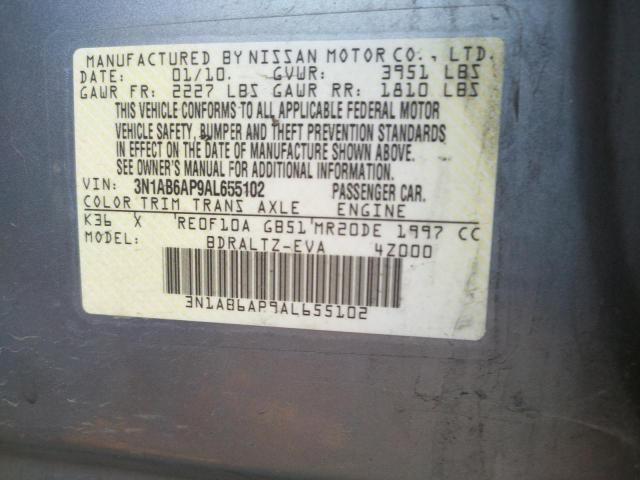 MANUFACTURED BY NISSAN MOTOR CO., LTD.
DATE: 01/10. GVWR: 3951 LBS
GAWR FR: 2227 LBS GAWR RR: 1810 LBS
THIS VEHICLE CONFORMS TO ALL APPLICABLE FEDERAL MOTOR
VEHICLE SAFETY, BUMPER AND THEFT PREVENTION STANDARDS
IN EFFECT ON THE DATE OF MANUFACTURE SHOWN ABOVE.
SEE OWNER'S MANUAL FOR ADDITIONAL INFORMATION.
VIN: 3N1AB6AP9AL655102 PASSENGER CAR.
COLOR TRIM TRANS AXLE ENGINE
K36 X 'RE0F10A GB51'MR20DE 1997 CC
MODEL: BDRALTZ-EVA 4Z000
3N1AB6AP9AL655102